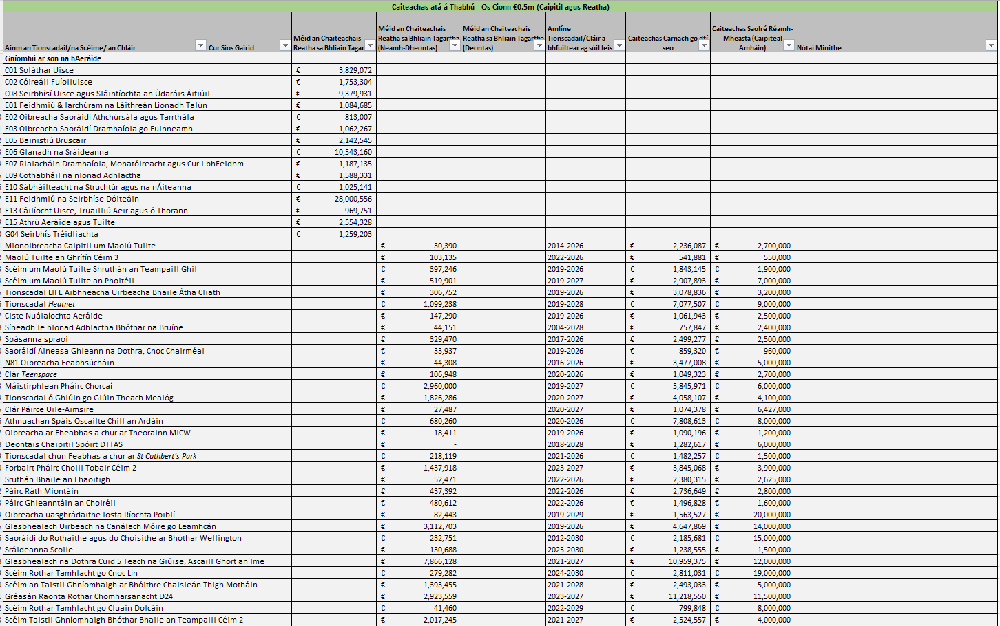 Caiteachas atá á Thabhú - Os Cionn €0.5m (Caipitil agus Reatha)
Ainm an Tionscadail/na Scéime/ an Chláir Cur Síos Gairid Méid an Chaiteachais Reatha sa Bhliain Tagar Méid an Chaiteachais Reatha sa Bhliain Tagartha (Neamh-Dheontas) Méid an Chaiteachais Reatha sa Bhliain Tagartha (Deontas) Amlíne Tionscadail/Cláir a bhfuiltear ag súil leis Caiteachas Carnach go dtí seo Caiteachas Saolré Réamh-Mheasta (Caipiteal Amháin) Nótaí Mínithe
Gníomhú ar son na hAeráide
C01 Soláthar Uisce € 3,829,072
C02 Cóireáil Fuíolluisce € 1,753,304
C08 Seirbhísí Uisce agus Sláintíochta an Údaráis Áitiúil € 9,379,931
E01 Feidhmiú & Iarchúram na Láithreán Líonadh Talún € 1,084,685
E02 Oibreacha Saoráidí Athchúrsála agus Tarrthála € 813,007
E03 Oibreacha Saoráidí Dramhaíola go Fuinneamh € 1,062,267
E05 Bainistiú Bruscair € 2,142,545
E06 Glanadh na Sráideanna € 10,543,160
E07 Rialacháin Dramhaíola, Monatóireacht agus Cur i bhFeidhm € 1,187,135
E09 Cothabháil na nIonad Adhlactha € 1,588,331
E10 Sábháilteacht na Struchtúr agus na nÁiteanna € 1,025,141
E11 Feidhmiú na Seirbhíse Dóiteáin € 28,000,556
E13 Cáilíocht Uisce, Truailliú Aeir agus ó Thorann € 969,751
E15 Athrú Aeráide agus Tuilte € 2,554,328
G04 Seirbhís Tréidliachta € 1,259,203
Mionoibreacha Caipitil um Maolú Tuilte € 30,390 2014-2026 € 2,236,087 € 2,700,000
Maolú Tuilte an Ghrífín Céim 3 € 103,135 2022-2026 € 541,881 € 550,000
Scéim um Maolú Tuilte Shruthán an Teampaill Ghil € 397,246 2019-2026 € 1,843,145 € 1,900,000
Scéim um Maolú Tuilte an Phoitéil € 519,901 2019-2027 € 2,907,893 € 7,000,000
Tionscadal LIFE Aibhneacha Uirbeacha Bhaile Átha Cliath € 306,752 2019-2026 € 3,078,836 € 3,200,000
Tionscadal Heatnet € 1,099,238 2019-2028 € 7,077,507 € 9,000,000
Ciste Nuálaíochta Aeráide € 147,290 2019-2026 € 1,061,943 € 2,500,000
Síneadh le hIonad Adhlactha Bhóthar na Bruíne € 44,151 2004-2028 € 757,847 € 2,400,000
Spásanna spraoi € 329,470 2017-2026 € 2,499,277 € 2,500,000
Saoráidí Áineasa Ghleann na Dothra, Cnoc Chairméal € 33,937 2019-2026 € 859,320 € 960,000
N81 Oibreacha Feabhsúcháin € 44,308 2016-2026 € 3,477,008 € 5,000,000
Clár Teenspace € 106,948 2020-2026 € 1,049,323 € 2,700,000
Máistirphlean Pháirc Chorcaí € 2,960,000 2019-2027 € 5,845,971 € 6,000,000
Tionscadal ó Ghlúin go Glúin Theach Mealóg € 1,826,286 2020-2027 € 4,058,107 € 4,100,000
Clár Páirce Uile-Aimsire € 27,487 2020-2027 € 1,074,378 € 6,427,000
Athnuachan Spáis Oscailte Chill an Ardáin € 680,260 2020-2026 € 7,808,613 € 8,000,000
Oibreacha ar Fheabhas a chur ar Theorainn MICW € 18,411 2019-2026 € 1,090,196 € 1,200,000
Deontais Chaipitil Spóirt DTTAS € - 2018-2028 € 1,282,617 € 6,000,000
Tionscadal chun Feabhas a chur ar St Cuthbert's Park € 218,119 2021-2026 € 1,482,257 € 1,500,000
Forbairt Pháirc Choill Tobair Céim 2 € 1,437,918 2023-2027 € 3,845,068 € 3,900,000
Sruthán Bhaile an Fhaoitigh € 52,471 2022-2026 € 2,380,315 € 2,625,000
Páirc Ráth Miontáin € 437,392 2022-2026 € 2,736,649 € 2,800,000
Páirc Ghleanntáin an Choiréil € 480,612 2022-2026 € 1,496,828 € 1,600,000
Oibreacha uasghrádaithe Iosta Ríochta Poiblí € 82,443 2019-2029 € 1,563,527 € 20,000,000
Glasbhealach Uirbeach na Canálach Móire go Leamhcán € 3,112,703 2019-2026 € 4,647,869 € 14,000,000
Saoráidí do Rothaithe agus do Choisithe ar Bhóthar Wellington € 232,751 2012-2030 € 2,185,681 € 15,000,000
Sráideanna Scoile € 130,688 2025-2030 € 1,238,555 € 1,500,000
Glasbhealach na Dothra Cuid 5 Teach na Giúise, Ascaill Ghort an Ime € 7,866,128 2021-2027 € 10,959,375 € 12,000,000
Scéim Rothar Tamhlacht go Cnoc Lín € 279,282 2024-2030 € 2,811,031 € 19,000,000
Scéim an Taistil Ghníomhaigh ar Bhóithre Chaisleán Thigh Motháin € 1,393,455 2021-2028 € 2,493,033 € 5,000,000
Gréasán Raonta Rothar Chomharsanacht D24 € 2,923,559 2023-2027 € 11,218,550 € 11,500,000
Scéim Rothar Tamhlacht go Cluain Dolcáin € 41,460 2022-2029 € 799,848 € 8,000,000
Scéim Taistil Ghníomhaigh Bhóthar Bhaile an Teampaill Céim 2 € 2,017,245 2021-2027 € 2,524,557 € 4,000,000